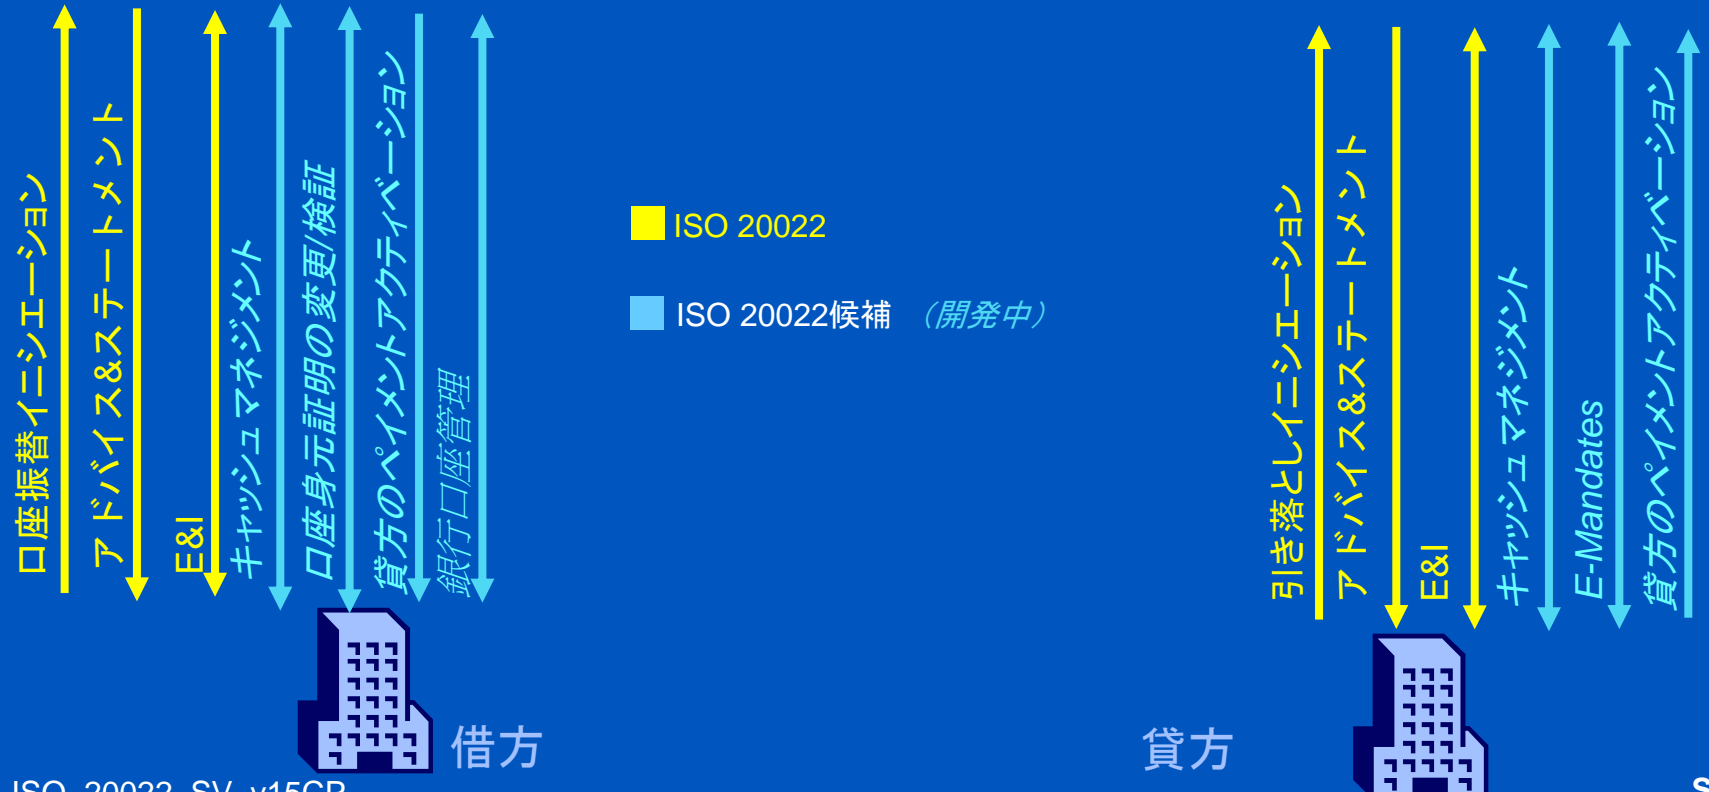 口座振替イニシエーション
アドバイス&ステートメント
E&I
キャッシュマネジメント
口座身元証明の変更/検証
貸方のペイメントアクティベーション
銀行口座管理
ISO 20022
ISO 20022候補 （開発中）
引き落としイニシエーション
アドバイス&ステートメント
E&I
キャッシュマネジメント
E-Mandates
貸方のペイメントアクティベーション
借方
貸方
ISO_20022_SV_v15CP